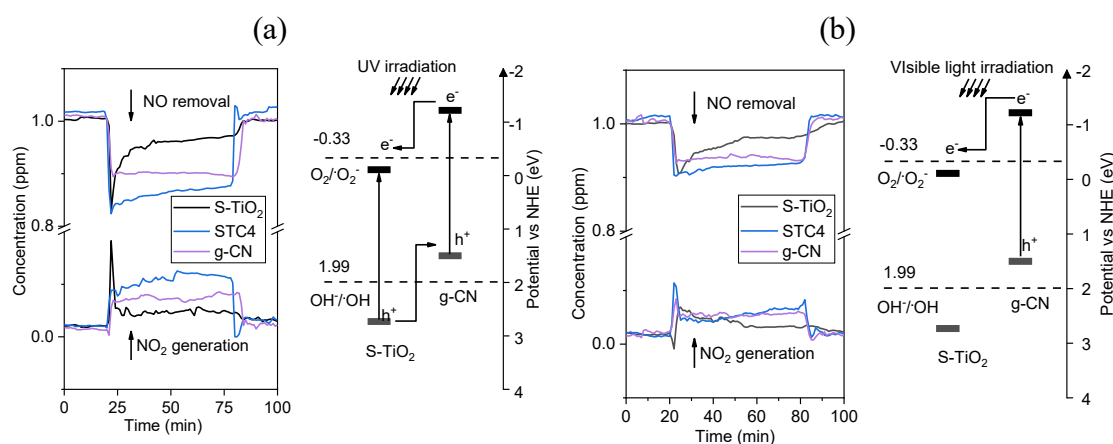 (a)
NO removal
Concentration (ppm)
1.0
0.8
0.0
S-TiO₂
STC4
g-CN
NO₂ generation
0 25 50 75 100
Time (min)
UV irradiation
e⁻
e⁻
-0.33
O₂/·O₂⁻
h⁺
1.99
OH⁻/·OH
h⁺
g-CN
S-TiO₂
-2
-1
0
1
2
3
4
Potential vs NHE (eV)
(b)
NO removal
Concentration (ppm)
1.0
0.8
0.0
S-TiO₂
STC4
g-CN
NO₂ generation
0 20 40 60 80 100
Time (min)
VIsible light irradiation
e⁻
e⁻
-0.33
O₂/·O₂⁻
h⁺
1.99
OH⁻/·OH
g-CN
S-TiO₂
-2
-1
0
1
2
3
4
Potential vs NHE (eV)